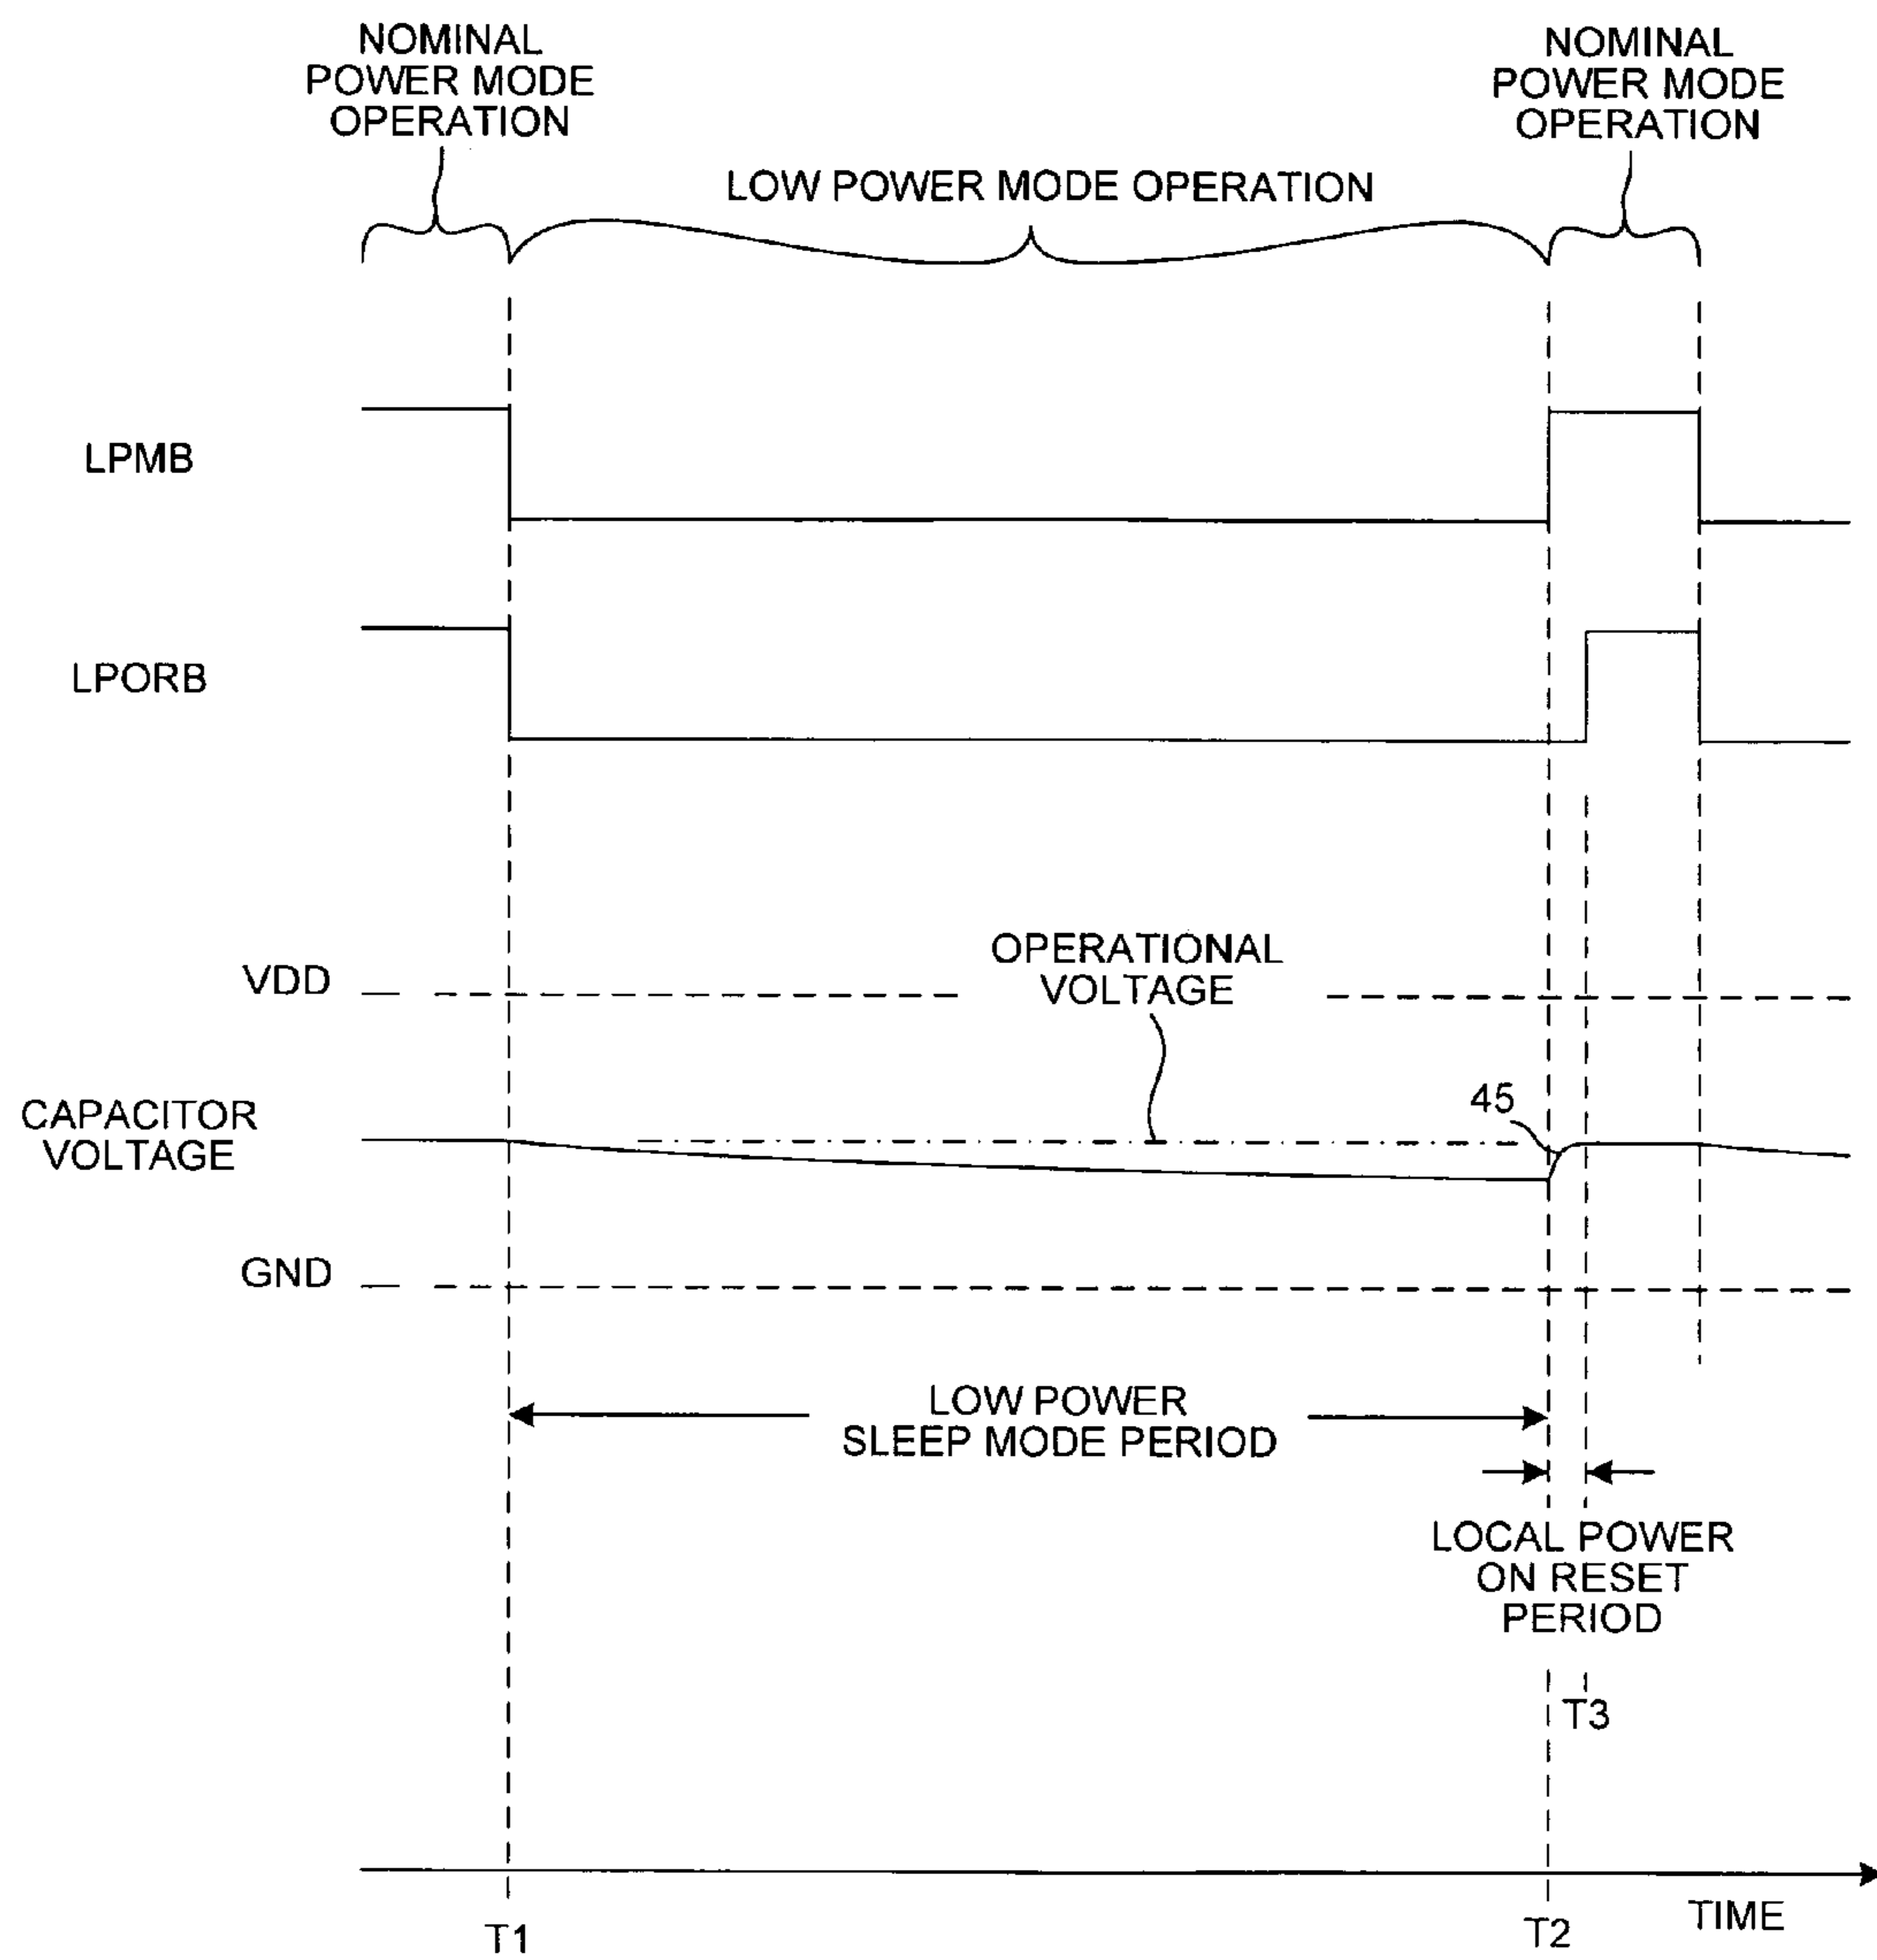 NOMINAL
POWER MODE
OPERATION
NOMINAL
POWER MODE
OPERATION
LOW POWER MODE OPERATION
LPMB
LPORB
OPERATIONAL
VOLTAGE
VDD
45
CAPACITOR
VOLTAGE
GND
LOW POWER
SLEEP MODE PERIOD
LOCAL POWER
ON RESET
PERIOD
T3
TIME
T1
T2